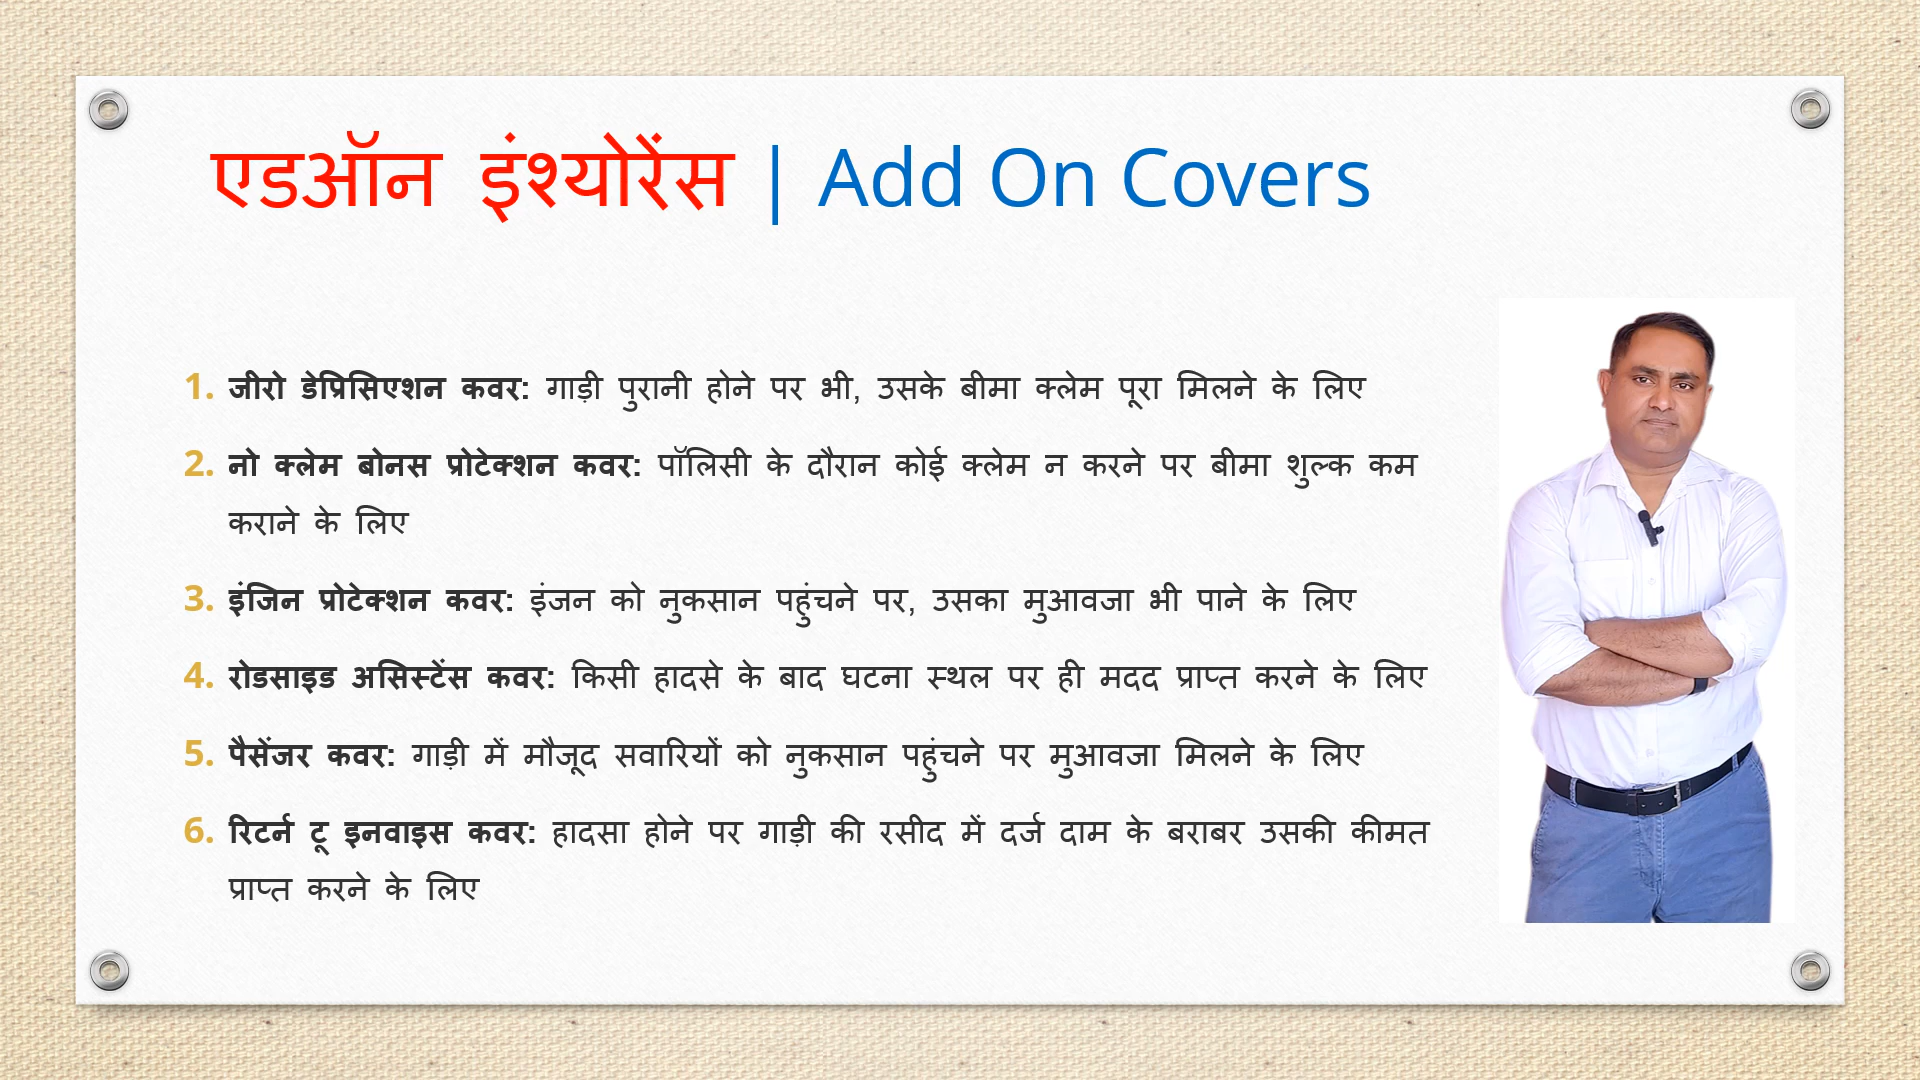 एडऑन इंश्योरेंस | Add On Covers
1. जीरो डेप्रिसिएशन कवर: गाड़ी पुरानी होने पर भी, उसके बीमा क्लेम पूरा मिलने के लिए
2. नो क्लेम बोनस प्रोटेक्शन कवर: पॉलिसी के दौरान कोई क्लेम न करने पर बीमा शुल्क कम
कराने के लिए
3. इंजिन प्रोटेक्शन कवर: इंजन को नुकसान पहुंचने पर, उसका मुआवजा भी पाने के लिए
4. रोडसाइड असिस्टेंस कवर: किसी हादसे के बाद घटना स्थल पर ही मदद प्राप्त करने के लिए
5. पैसेंजर कवर: गाड़ी में मौजूद सवारियों को नुकसान पहुंचने पर मुआवजा मिलने के लिए
6. रिटर्न टू इनवाइस कवर: हादसा होने पर गाड़ी की रसीद में दर्ज दाम के बराबर उसकी कीमत
प्राप्त करने के लिए